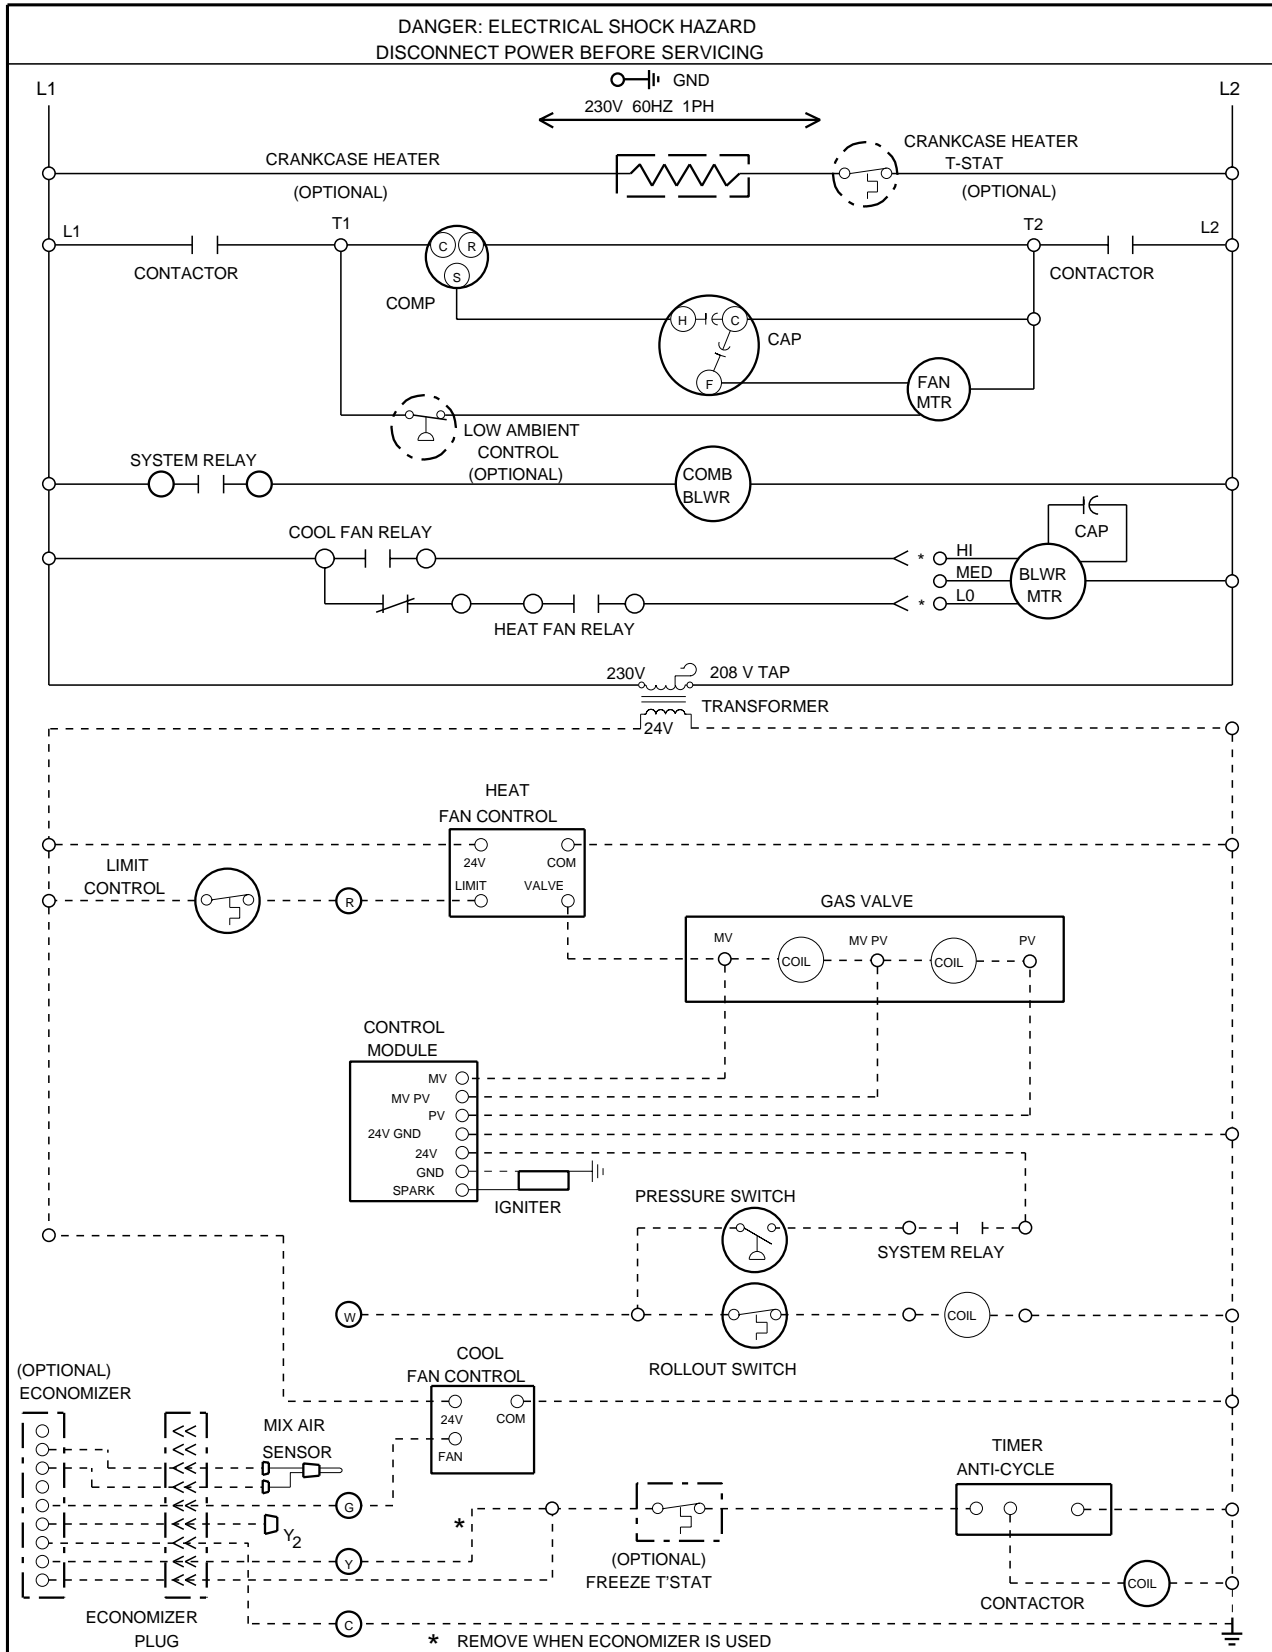 DANGER: ELECTRICAL SHOCK HAZARD
DISCONNECT POWER BEFORE SERVICING
GND
L1
L2
230V 60HZ 1PH
CRANKCASE HEATER
(OPTIONAL)
CRANKCASE HEATER
T-STAT
(OPTIONAL)
L1
T1
T2
L2
CONTACTOR
C
R
S
COMP
CONTACTOR
H
C
F
CAP
FAN
MTR
LOW AMBIENT
CONTROL
(OPTIONAL)
SYSTEM RELAY
COMB
BLWR
COOL FAN RELAY
CAP
* HI
MED
* L0
BLWR
MTR
HEAT FAN RELAY
230V
208 V TAP
TRANSFORMER
24V
HEAT
FAN CONTROL
24V
COM
LIMIT
VALVE
LIMIT
CONTROL
R
GAS VALVE
MV
COIL
MV PV
COIL
PV
CONTROL
MODULE
MV
MV PV
PV
24V GND
24V
GND
SPARK
IGNITER
PRESSURE SWITCH
SYSTEM RELAY
W
COIL
ROLLOUT SWITCH
COOL
FAN CONTROL
24V
COM
FAN
(OPTIONAL)
ECONOMIZER
MIX AIR
SENSOR
TIMER
ANTI-CYCLE
G
*
Y2
Y
(OPTIONAL)
FREEZE T'STAT
COIL
CONTACTOR
ECONOMIZER
PLUG
C
* REMOVE WHEN ECONOMIZER IS USED